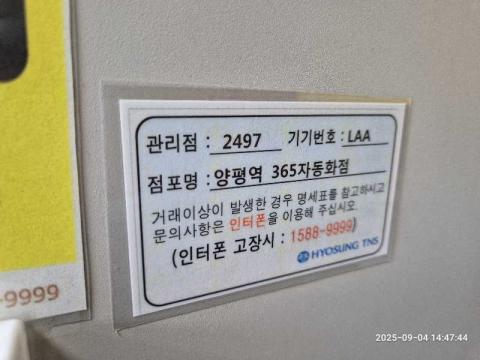 관리점 : 2497 기기번호 : LAA
점포명 : 양평역 365자동화점
거래이상이 발생한 경우 명세표를 참고하시고
문의사항은 인터폰을 이용해 주십시오.
(인터폰 고장시 : 1588-9999)
HYOSUNG TNS
-9999
2025-09-04 14:47:44